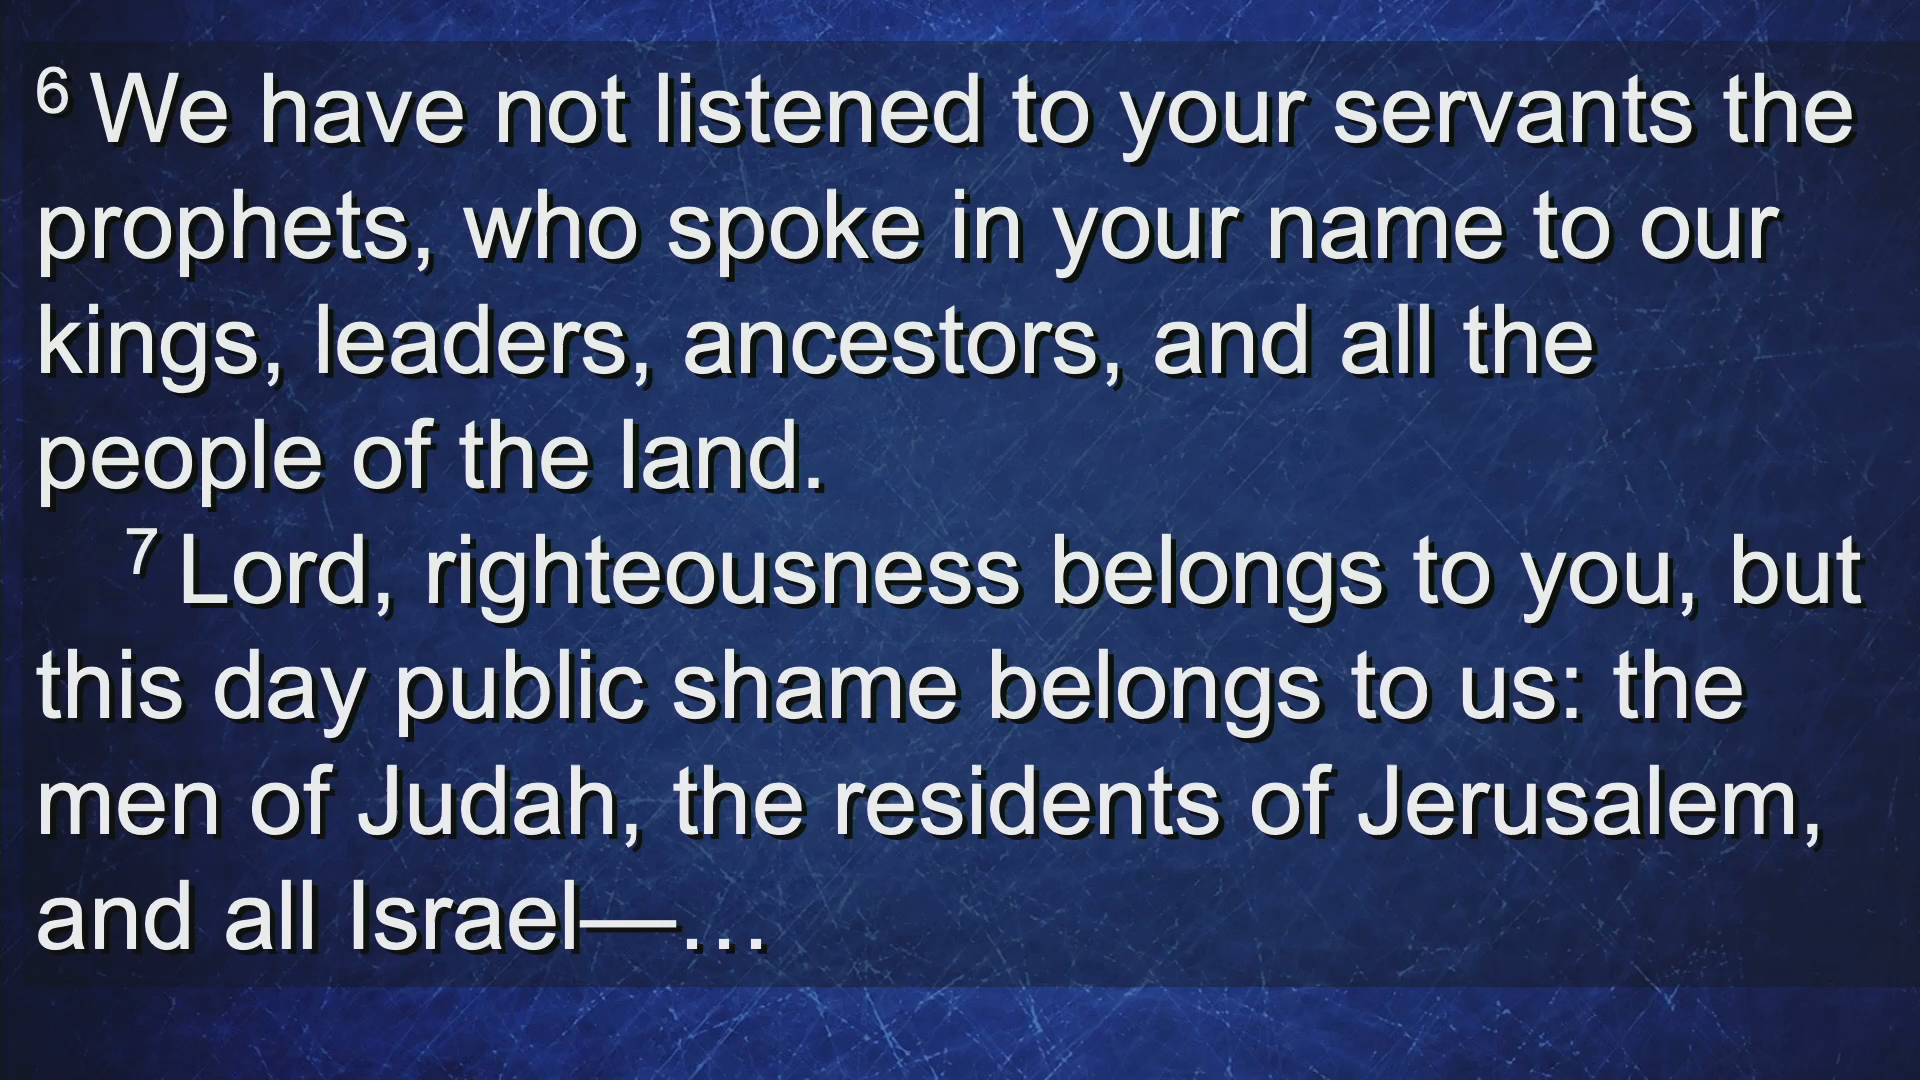 6 We have not listened to your servants the
prophets, who spoke in your name to our
kings, leaders, ancestors, and all the
people of the land.
7 Lord, righteousness belongs to you, but
this day public shame belongs to us: the
men of Judah, the residents of Jerusalem,
and all Israel—…